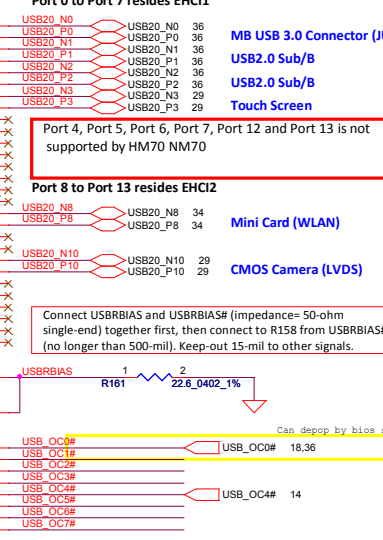 Port 0 to Port 7 resides EHCI1
USB20_N0 USB20_N0 36
USB20_P0 USB20_P0 36 MB USB 3.0 Connector (JU
USB20_N1 USB20_N1 36
USB20_P1 USB20_P1 36 USB2.0 Sub/B
USB20_N2 USB20_N2 36
USB20_P2 USB20_P2 36 USB2.0 Sub/B
USB20_N3 USB20_N3 29
USB20_P3 USB20_P3 29 Touch Screen
Port 4, Port 5, Port 6, Port 7, Port 12 and Port 13 is not
supported by HM70 NM70
Port 8 to Port 13 resides EHCI2
USB20_N8 USB20_N8 34
USB20_P8 USB20_P8 34 Mini Card (WLAN)
USB20_N10 USB20_N10 29
USB20_P10 USB20_P10 29 CMOS Camera (LVDS)
Connect USBRBIAS and USBRBIAS# (impedance= 50-ohm
single-end) together first, then connect to R158 from USBRBIAS#
(no longer than 500-mil). Keep-out 15-mil to other signals.
USBRBIAS 1 2
R161 22.6_0402_1%
Can depop by bios s
USB_OC0# USB_OC0# 18,36
USB_OC1#
USB_OC2#
USB_OC3#
USB_OC4# USB_OC4# 14
USB_OC5#
USB_OC6#
USB_OC7#